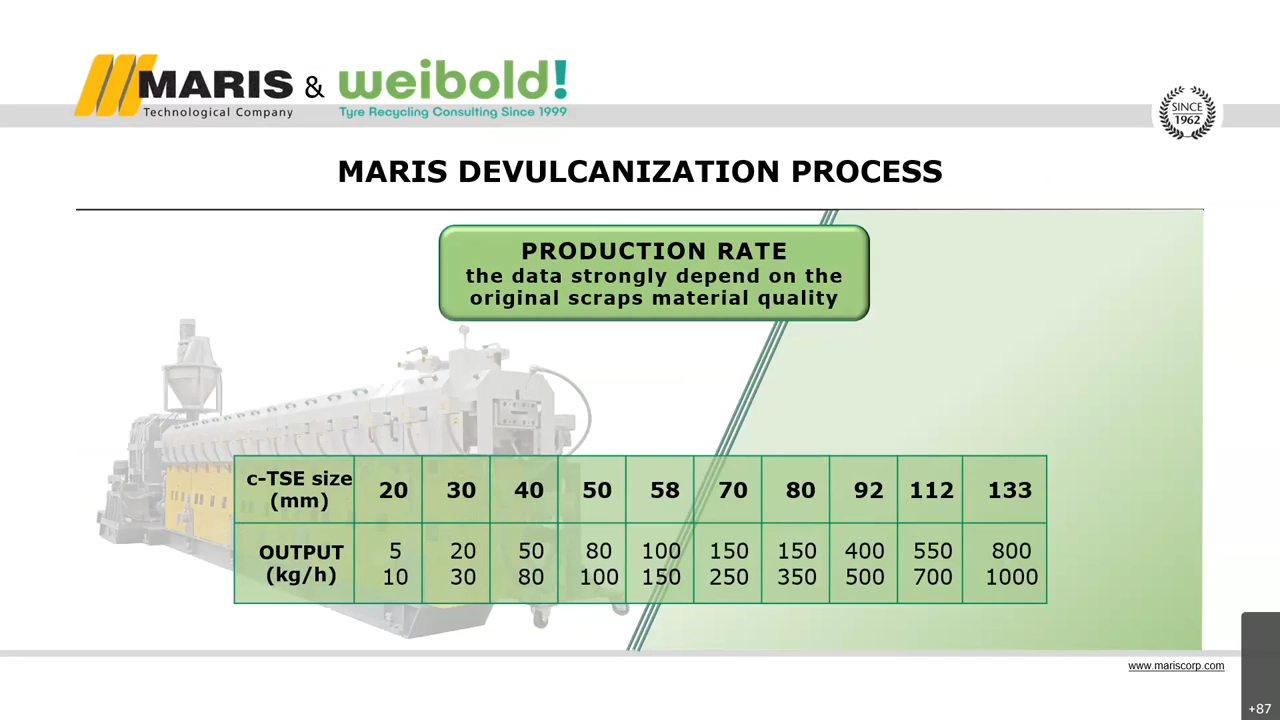 MARIS & weibold!
Technological Company Tyre Recycling Consulting Since 1999
SINCE
1962
MARIS DEVULCANIZATION PROCESS
PRODUCTION RATE
the data strongly depend on the
original scraps material quality
c-TSE size (mm) 20 30 40 50 58 70 80 92 112 133
OUTPUT 5 20 50 80 100 150 150 400 550 800
(kg/h) 10 30 80 100 150 250 350 500 700 1000
www.mariscorp.com
+87